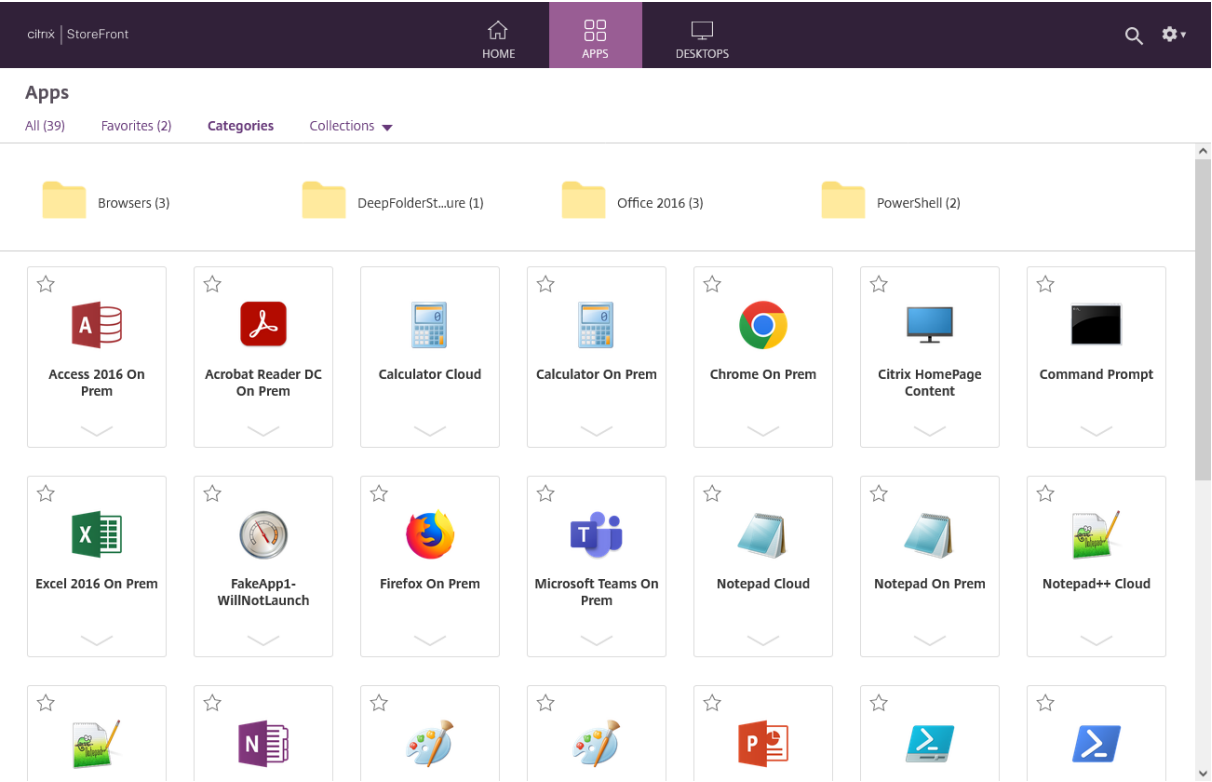 citrix | StoreFront
HOME
APPS
DESKTOPS
Apps
All (39)
Favorites (2)
Categories
Collections
Browsers (3)
DeepFolderSt...ure (1)
Office 2016 (3)
PowerShell (2)
Access 2016 On
Prem
Acrobat Reader DC
On Prem
Calculator Cloud
Calculator On Prem
Chrome On Prem
Citrix HomePage
Content
Command Prompt
Excel 2016 On Prem
FakeApp1-
WillNotLaunch
Firefox On Prem
Microsoft Teams On
Prem
Notepad Cloud
Notepad On Prem
Notepad++ Cloud